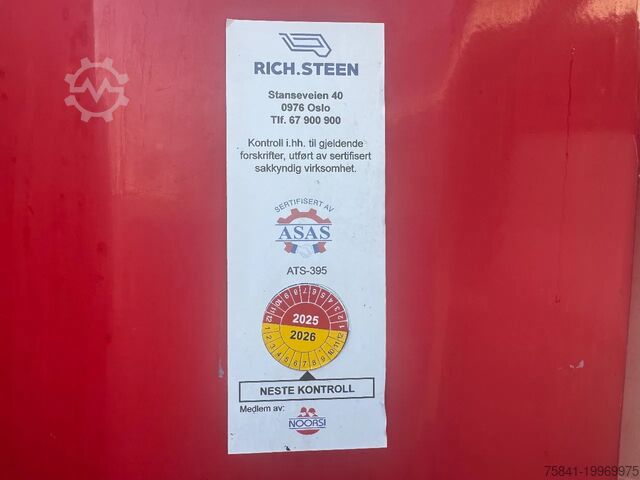 RICH.STEEN
Stanseveien 40
0976 Oslo
Tlf. 67 900 900
Kontroll i.hh. til gjeldende
forskrifter, utført av sertifisert
sakkyndig virksomhet.
SERTIFISERT AV
ASAS
ATS-395
2025
2026
NESTE KONTROLL
Medlem av:
NOORSI
75841-19969975